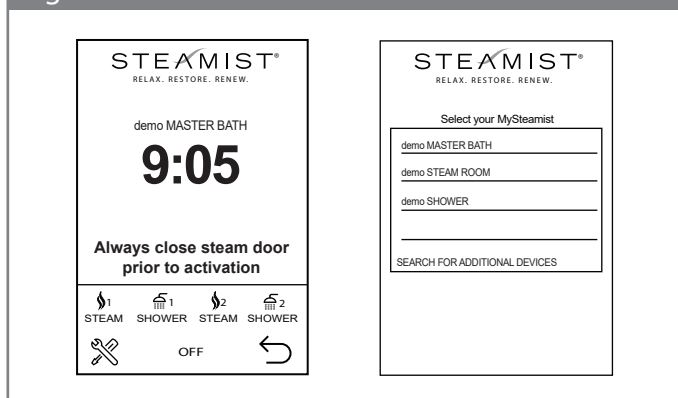 STEAMIST®
RELAX. RESTORE. RENEW.
demo MASTER BATH
9:05
Always close steam door
prior to activation
1 1 2 2
STEAM SHOWER STEAM SHOWER
OFF
STEAMIST®
RELAX. RESTORE. RENEW.
Select your MySteamist
demo MASTER BATH
demo STEAM ROOM
demo SHOWER
SEARCH FOR ADDITIONAL DEVICES